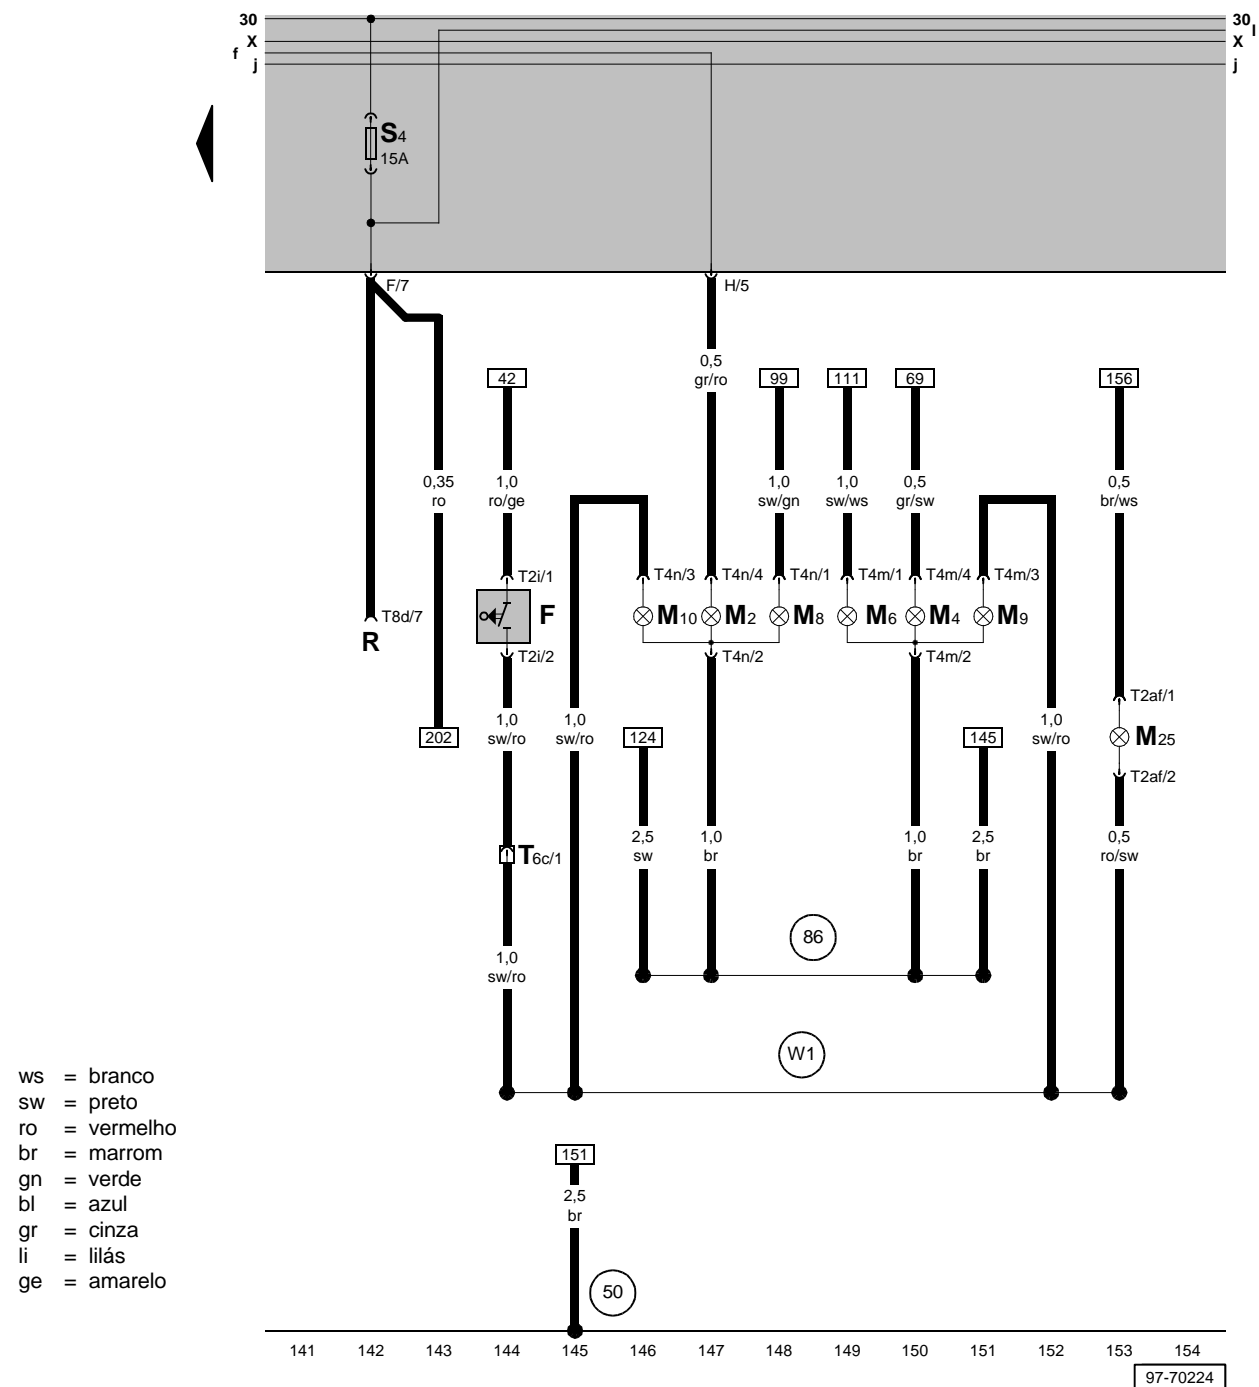 30
X
f
j
30
l
X
j
S4
15A
F/7
H/5
0,5
gr/ro
42
99
111
69
156
0,35
ro
1,0
ro/ge
1,0
sw/gn
1,0
sw/ws
0,5
gr/sw
0,5
br/ws
T2i/1
T4n/3
T4n/4
T4n/1
T4m/1
T4m/4
T4m/3
T8d/7
R
F
M10
M2
M8
M6
M4
M9
T2i/2
T4n/2
T4m/2
T2af/1
1,0
sw/ro
1,0
sw/ro
1,0
sw/ro
202
124
145
M25
T2af/2
2,5
sw
1,0
br
1,0
br
2,5
br
0,5
ro/sw
T6c/1
86
1,0
sw/ro
W1
ws = branco
sw = preto
ro = vermelho
br = marrom
gn = verde
bl = azul
gr = cinza
li = lilás
ge = amarelo
151
2,5
br
50
141 142 143 144 145 146 147 148 149 150 151 152 153 154
97-70224